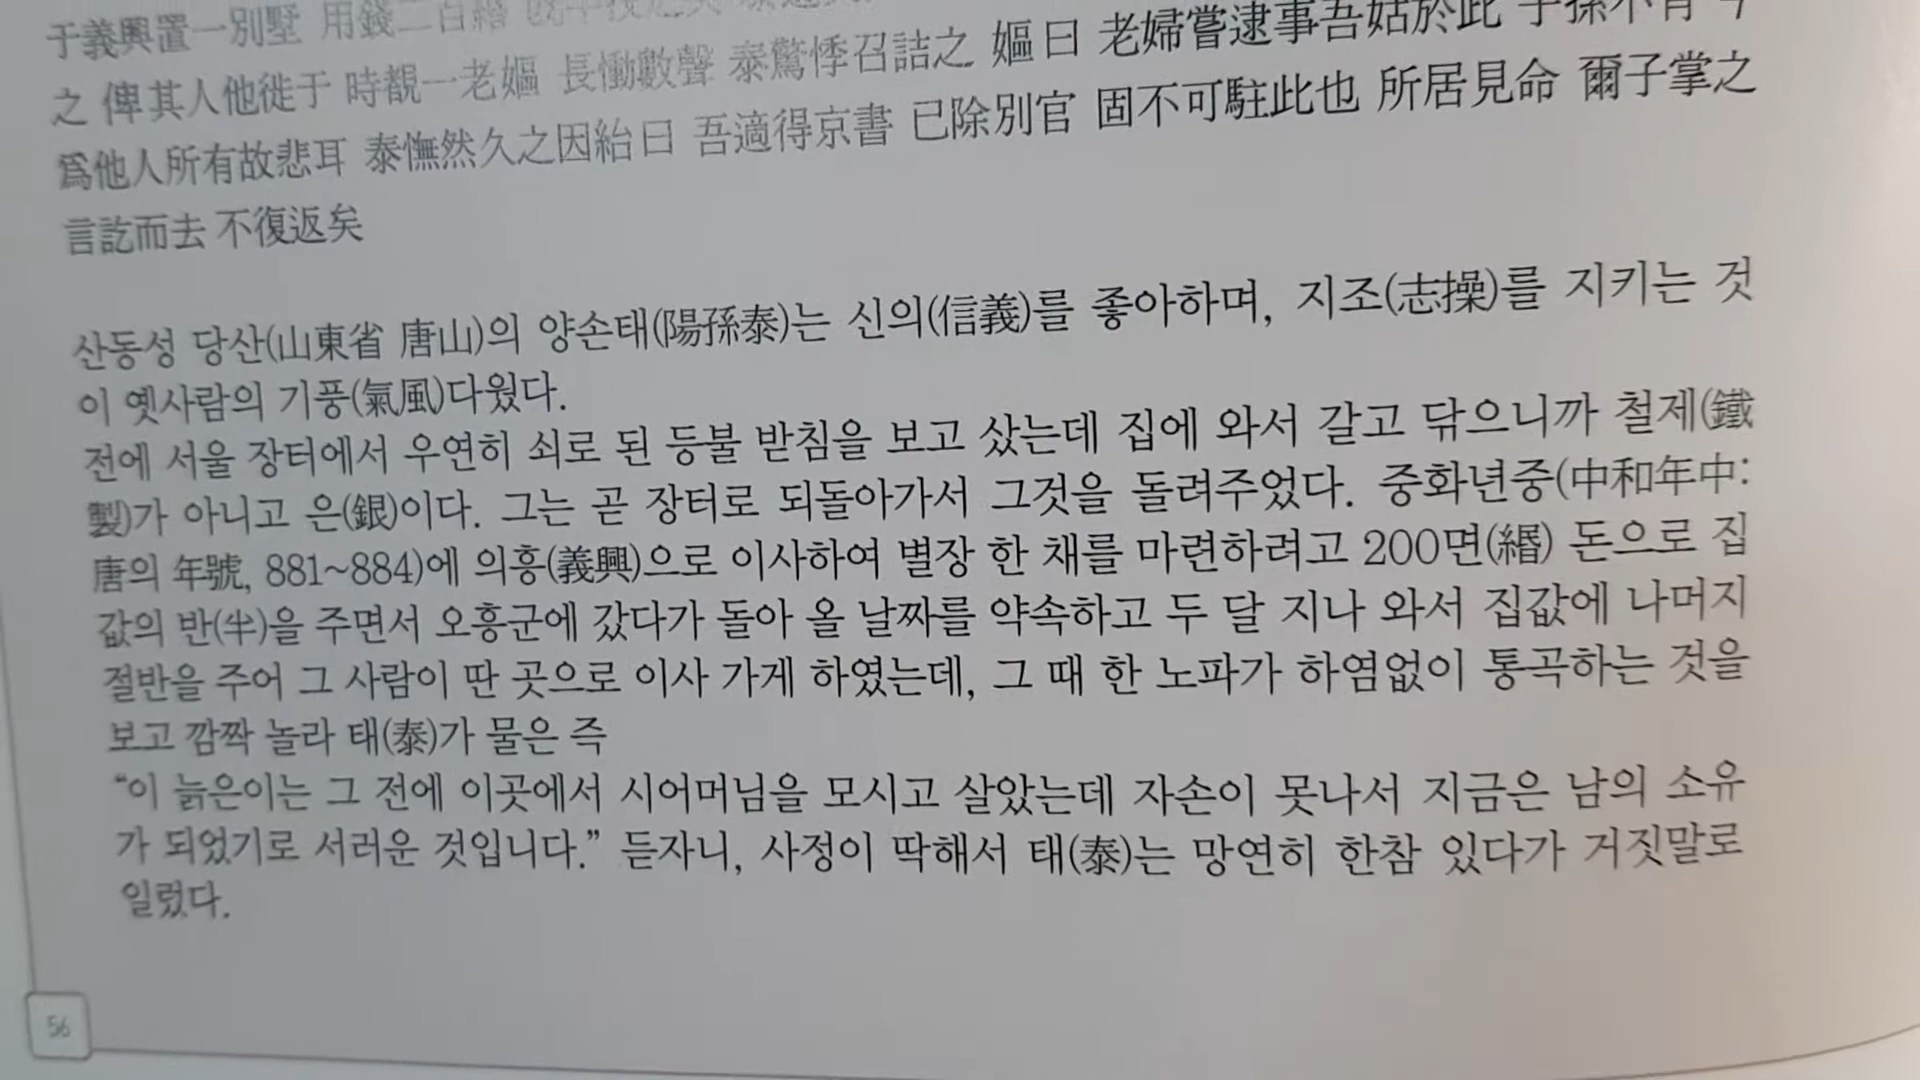 于義興置一別墅 用錢二百緡
之 俾其人他徙于 時覩一老嫗 長慟數聲 泰驚悸召詰之 嫗曰 老婦嘗逮事吾姑於此 子孫不肖 今
爲他人所有故悲耳 泰憮然久之因紿曰 吾適得京書 已除別官 固不可駐此也 所居見命 爾子掌之
言訖而去 不復返矣
산동성 당산(山東省 唐山)의 양손태(陽孫泰)는 신의(信義)를 좋아하며, 지조(志操)를 지키는 것
이 옛사람의 기풍(氣風)다웠다.
전에 서울 장터에서 우연히 쇠로 된 등불 받침을 보고 샀는데 집에 와서 갈고 닦으니까 철제(鐵
製)가 아니고 은(銀)이다. 그는 곧 장터로 되돌아가서 그것을 돌려주었다. 중화년중(中和年中:
唐의 年號, 881~884)에 의흥(義興)으로 이사하여 별장 한 채를 마련하려고 200면(緡) 돈으로 집
값의 반(半)을 주면서 오흥군에 갔다가 돌아 올 날짜를 약속하고 두 달 지나 와서 집값에 나머지
절반을 주어 그 사람이 딴 곳으로 이사 가게 하였는데, 그 때 한 노파가 하염없이 통곡하는 것을
보고 깜짝 놀라 태(泰)가 물은 즉
“이 늙은이는 그 전에 이곳에서 시어머님을 모시고 살았는데 자손이 못나서 지금은 남의 소유
가 되었기로 서러운 것입니다.” 듣자니, 사정이 딱해서 태(泰)는 망연히 한참 있다가 거짓말로
일렀다.
56